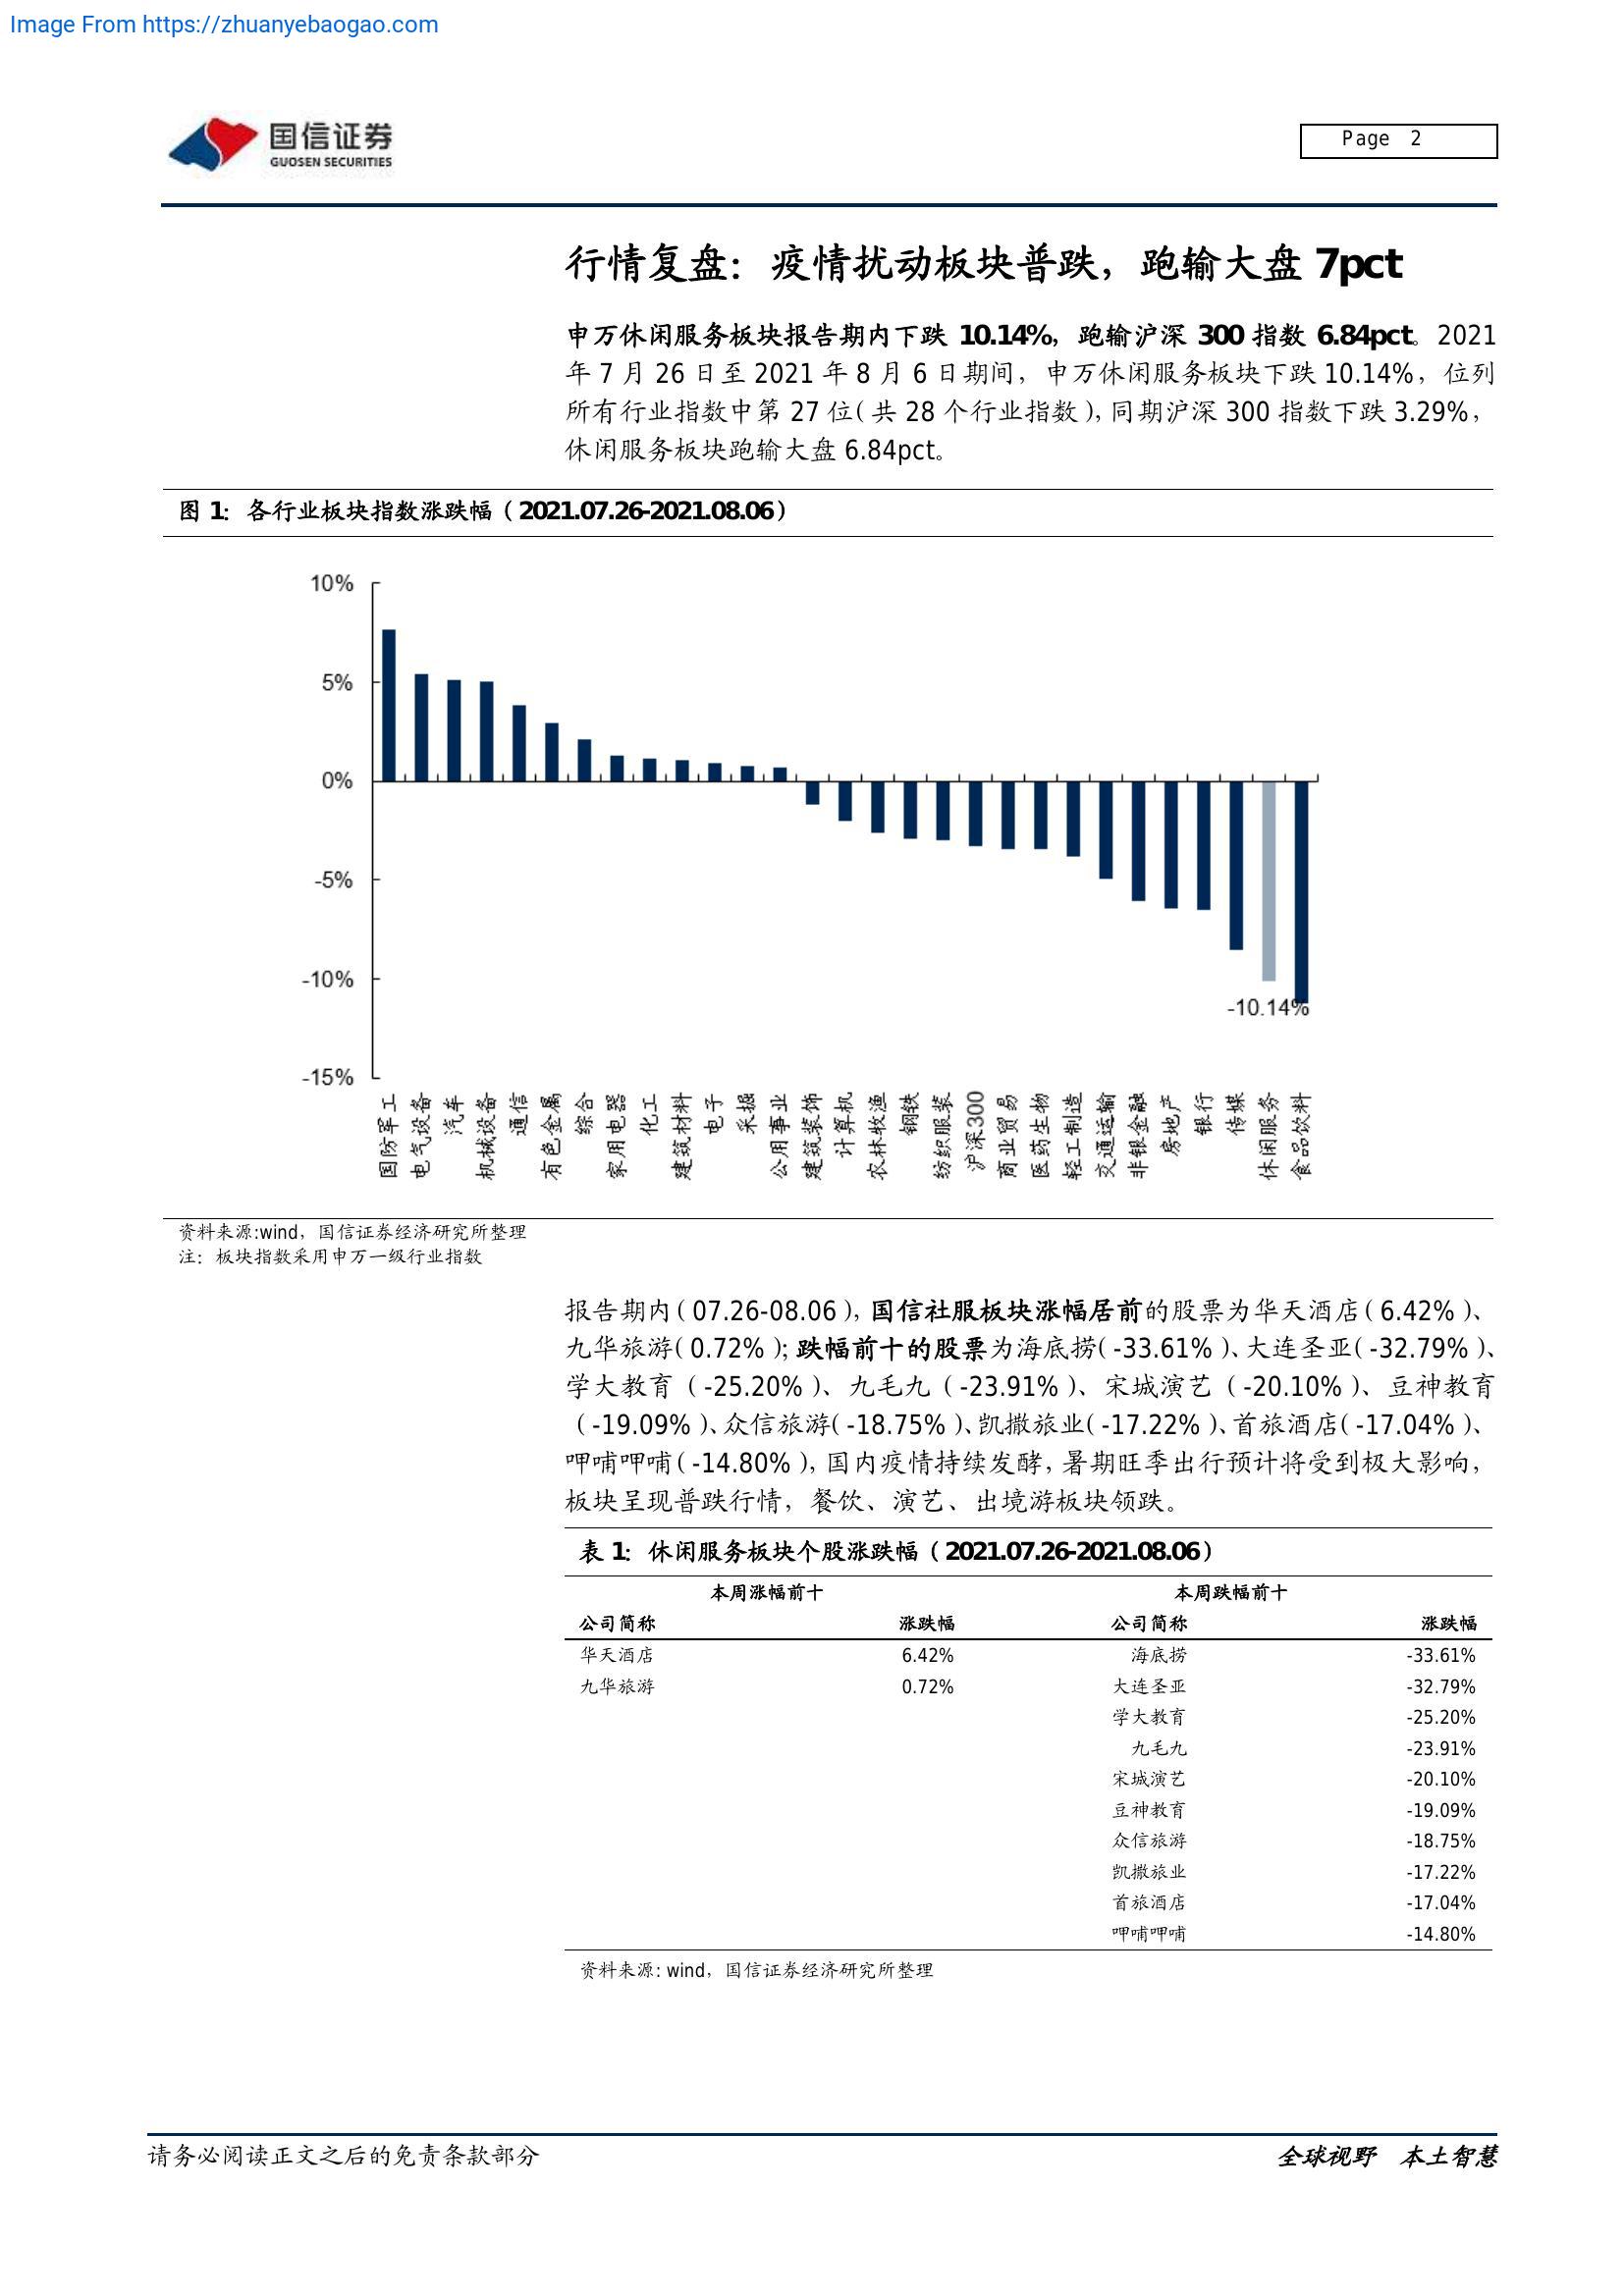 Image From https://zhuanyebaogao.com
国信证券
GUOSEN SECURITIES
Page 2
行情复盘：疫情扰动板块普跌，跑输大盘 7pct
申万休闲服务板块报告期内下跌 10.14%，跑输沪深 300 指数 6.84pct。2021
年 7 月 26 日至 2021 年 8 月 6 日期间，申万休闲服务板块下跌 10.14%，位列
所有行业指数中第 27 位（共 28 个行业指数），同期沪深 300 指数下跌 3.29%，
休闲服务板块跑输大盘 6.84pct。
图 1：各行业板块指数涨跌幅（2021.07.26-2021.08.06）
10%
5%
0%
-5%
-10%
-15%
-10.14%
国防军工
电气设备
汽车
机械设备
通信
有色金属
综合
家用电器
化工
建筑材料
电子
采掘
公用事业
建筑装饰
计算机
农林牧渔
钢铁
纺织服装
沪深300
商业贸易
医药生物
轻工制造
交通运输
非银金融
房地产
银行
传媒
休闲服务
食品饮料
资料来源:wind，国信证券经济研究所整理
注：板块指数采用申万一级行业指数
报告期内（07.26-08.06），国信社服板块涨幅居前的股票为华天酒店（6.42%）、
九华旅游（0.72%）；跌幅前十的股票为海底捞（-33.61%）、大连圣亚（-32.79%）、
学大教育（-25.20%）、九毛九（-23.91%）、宋城演艺（-20.10%）、豆神教育
（-19.09%）、众信旅游（-18.75%）、凯撒旅业（-17.22%）、首旅酒店（-17.04%）、
呷哺呷哺（-14.80%），国内疫情持续发酵，暑期旺季出行预计将受到极大影响，
板块呈现普跌行情，餐饮、演艺、出境游板块领跌。
表 1：休闲服务板块个股涨跌幅（2021.07.26-2021.08.06）
本周涨幅前十 本周跌幅前十
公司简称 涨跌幅 公司简称 涨跌幅
华天酒店 6.42% 海底捞 -33.61%
九华旅游 0.72% 大连圣亚 -32.79%
学大教育 -25.20%
九毛九 -23.91%
宋城演艺 -20.10%
豆神教育 -19.09%
众信旅游 -18.75%
凯撒旅业 -17.22%
首旅酒店 -17.04%
呷哺呷哺 -14.80%
资料来源: wind，国信证券经济研究所整理
请务必阅读正文之后的免责条款部分
全球视野 本土智慧